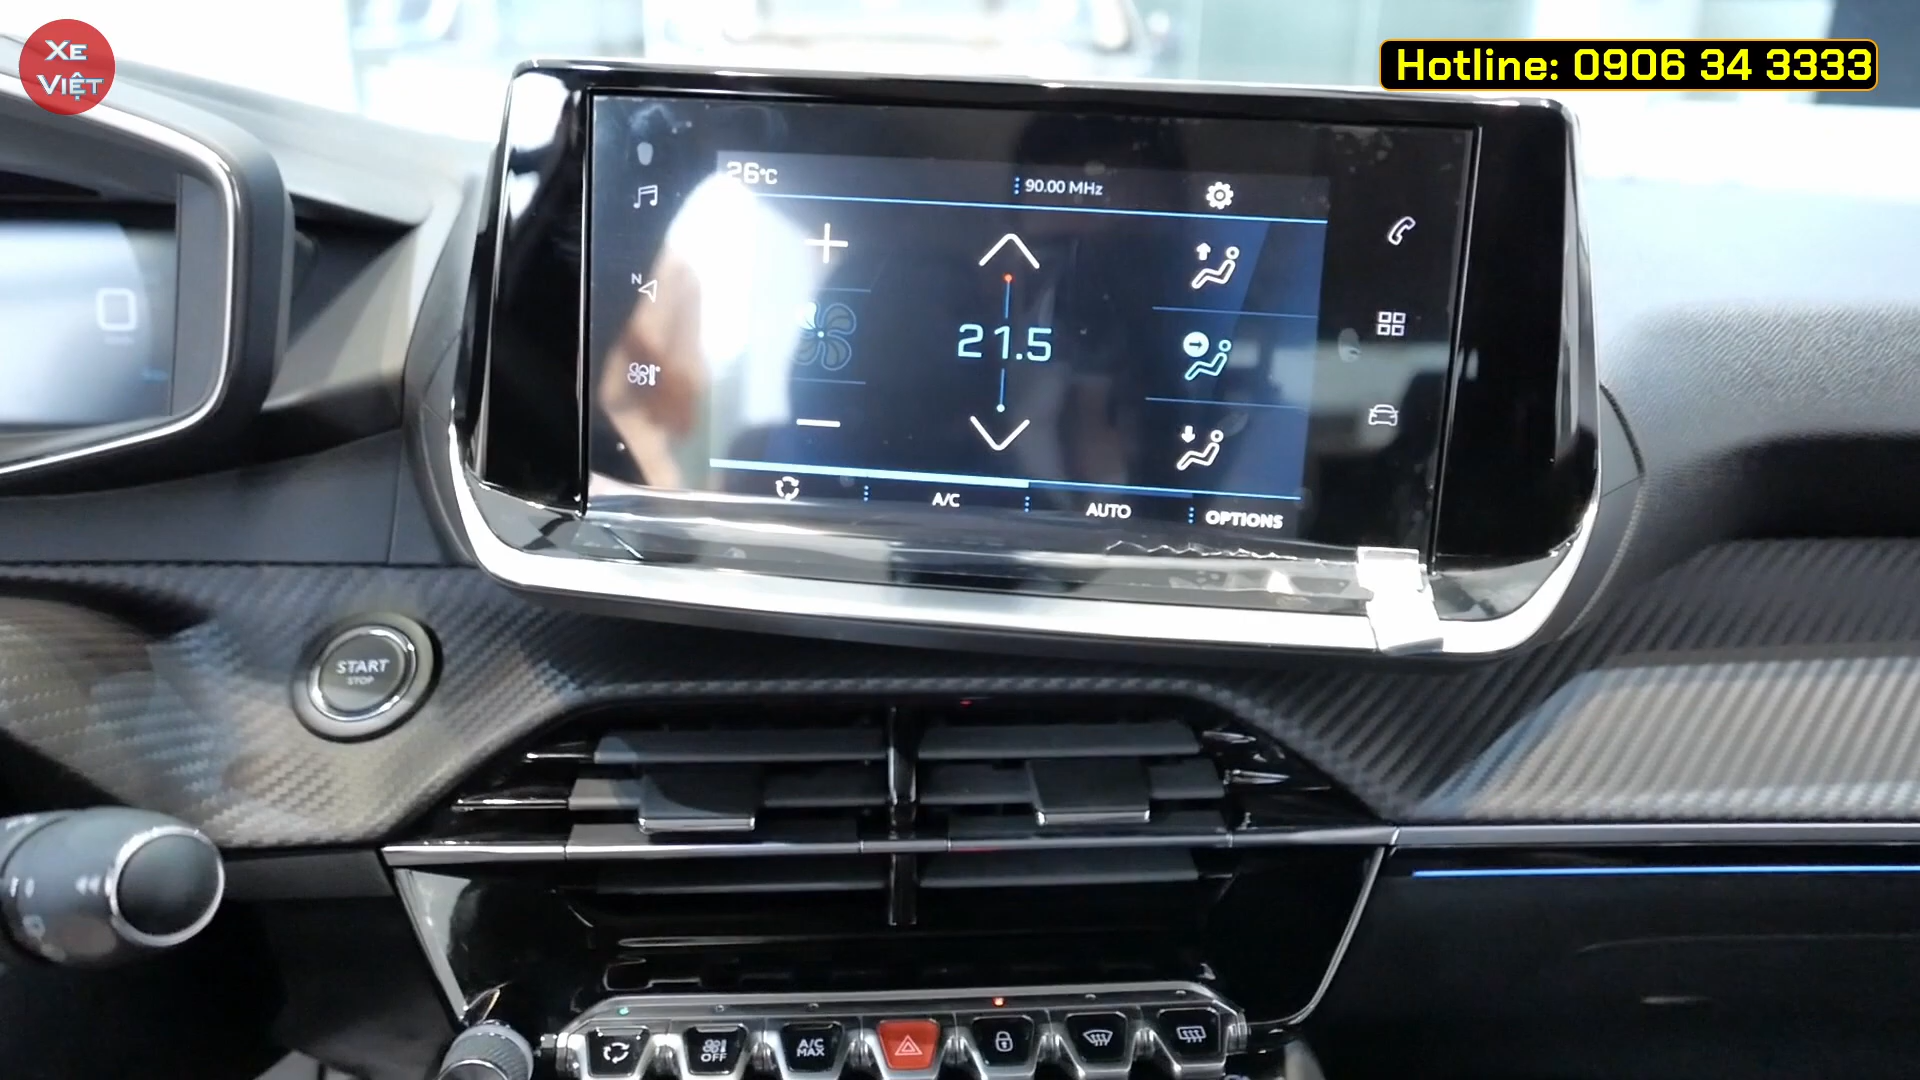 XE
VIỆT
Hotline: 0906 34 3333
26°C
90.00 MHz
N
21.5
A/C
AUTO
OPTIONS
START
STOP
OFF
A/C
MAX